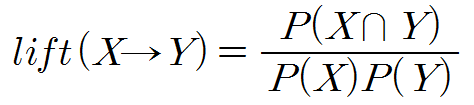 lift(X→Y) = P(X∩ Y) / P(X)P(Y)